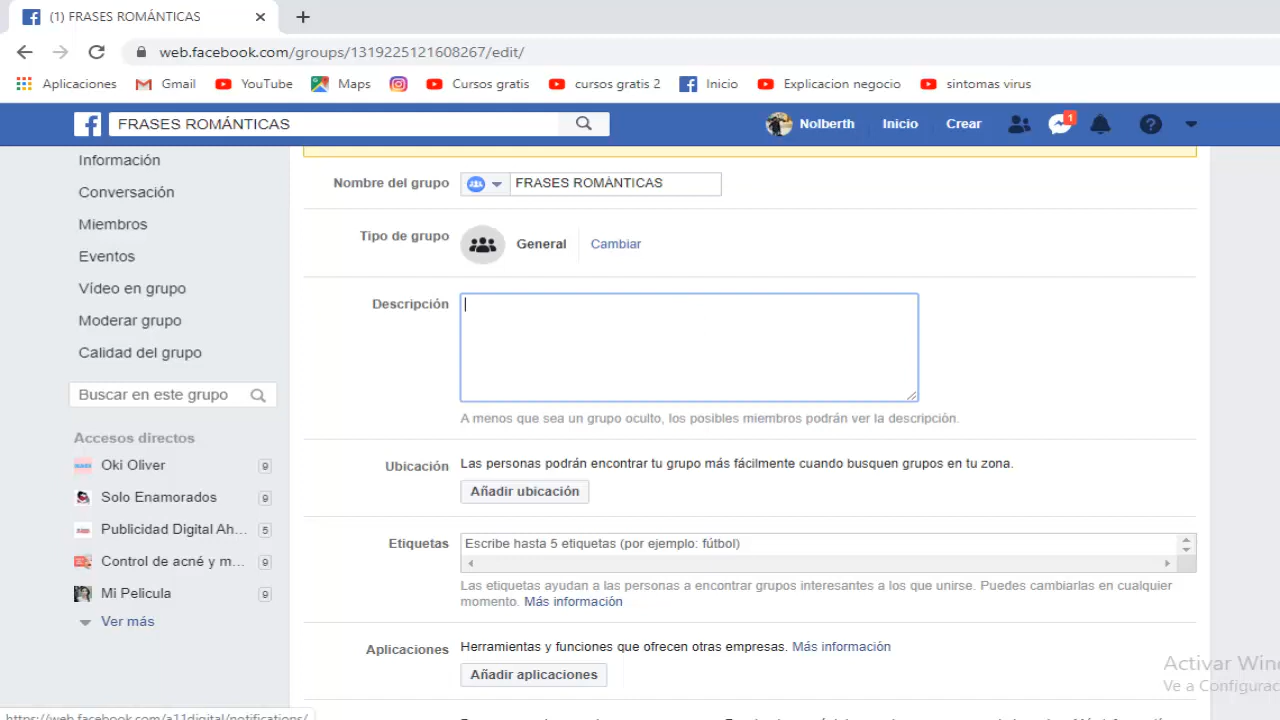 (1) FRASES ROMÁNTICAS
web.facebook.com/groups/1319225121608267/edit/
Aplicaciones Gmail YouTube Maps Cursos gratis cursos gratis 2 Inicio Explicacion negocio sintomas virus
FRASES ROMÁNTICAS Nolberth Inicio Crear 1
Información
Conversación
Miembros
Eventos
Vídeo en grupo
Moderar grupo
Calidad del grupo
Buscar en este grupo
Accesos directos
Oki Oliver 9
Solo Enamorados 9
Publicidad Digital Ah... 5
Control de acné y m... 9
Mi Pelicula 9
Ver más
Nombre del grupo FRASES ROMÁNTICAS
Tipo de grupo General Cambiar
Descripción
A menos que sea un grupo oculto, los posibles miembros podrán ver la descripción.
Ubicación Las personas podrán encontrar tu grupo más fácilmente cuando busquen grupos en tu zona.
Añadir ubicación
Etiquetas Escribe hasta 5 etiquetas (por ejemplo: fútbol)
Las etiquetas ayudan a las personas a encontrar grupos interesantes a los que unirse. Puedes cambiarlas en cualquier
momento. Más información
Aplicaciones Herramientas y funciones que ofrecen otras empresas. Más información
Añadir aplicaciones
Activar Win
Ve a Configurac
https://web.facebook.com/a11digital/notifications/